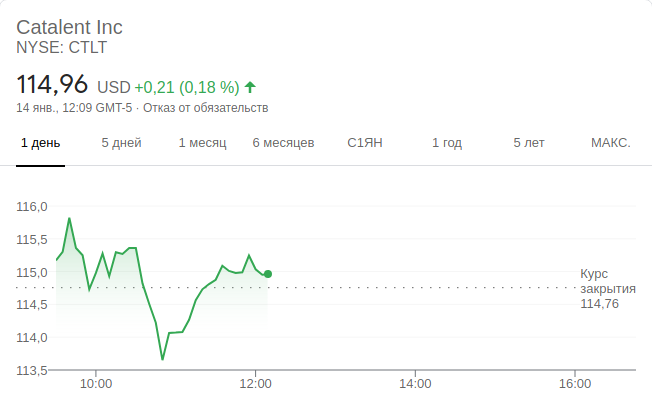 Catalent Inc
NYSE: CTLT
114,96 USD +0,21 (0,18 %)
14 янв., 12:09 GMT-5 · Отказ от обязательств
1 день 5 дней 1 месяц 6 месяцев С1ЯН 1 год 5 лет МАКС.
116,0
115,5
115,0
114,5
114,0
113,5
Курс
закрытия
114,76
10:00 12:00 14:00 16:00